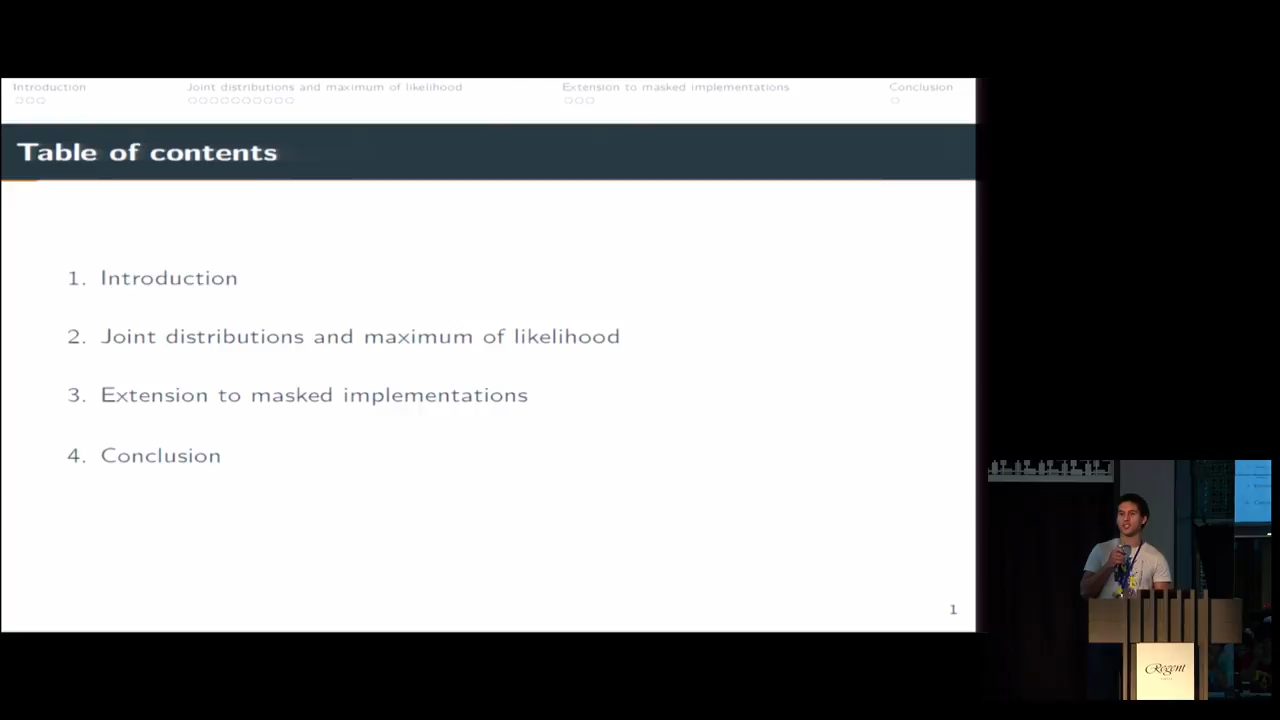 Introduction
Joint distributions and maximum of likelihood
Extension to masked implementations
Conclusion
Table of contents
1. Introduction
2. Joint distributions and maximum of likelihood
3. Extension to masked implementations
4. Conclusion
1
Regent